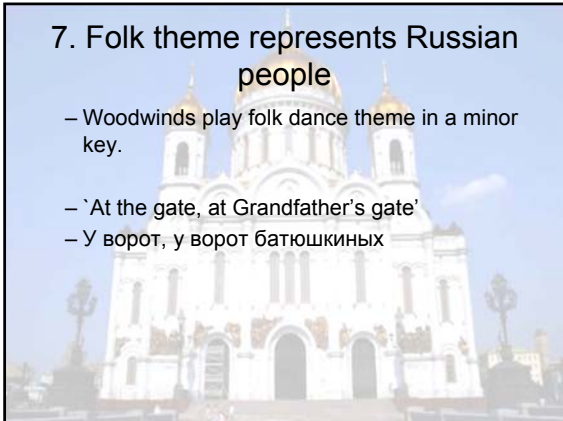 7. Folk theme represents Russian
people
– Woodwinds play folk dance theme in a minor
key.
– `At the gate, at Grandfather’s gate’
– У ворот, у ворот батюшкиных